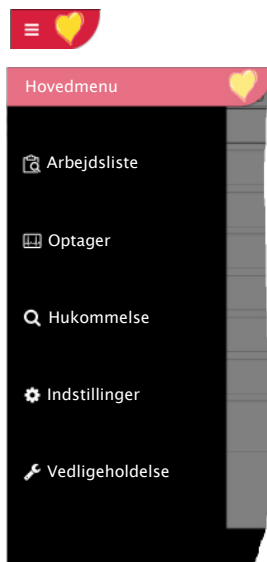 Hovedmenu
Arbejdsliste
Optager
Hukommelse
Indstillinger
Vedligeholdelse